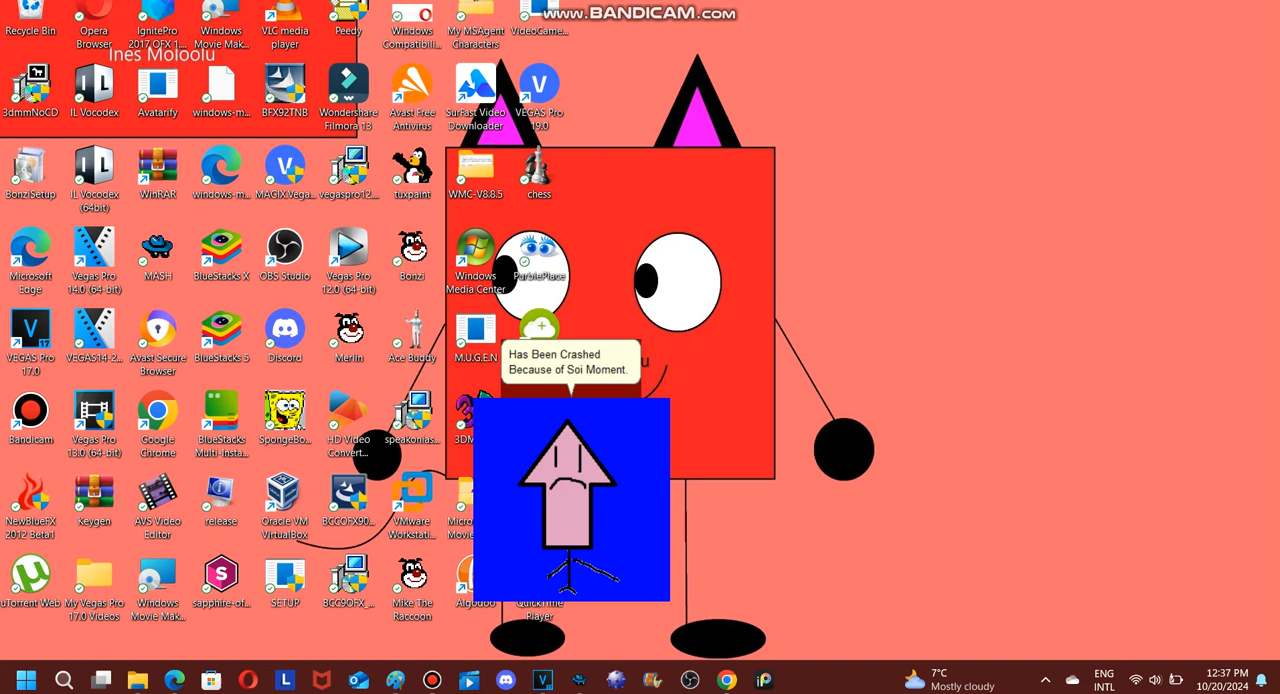 www.BANDICAM.com
Recycle Bin
Opera
Browser
IgnitePro
2017 OFX 1....
Windows
Movie Mak...
VLC media
player
Peedy
Windows
Compatibili...
My MSAgent
Characters
VideoCame...
Ines Moloolu
3dmmNoCD
IL Vocodex
Avatarify
windows-m...
BFX92TNB
Wondershare
Filmora 13
Avast Free
Antivirus
SurFast Video
Downloader
VEGAS Pro
19.0
BonziSetup
IL Vocodex
(64bit)
WinRAR
windows-m...
MAGIX.Vega...
vegaspro12...
tuxpaint
WMC-V8.8.5
chess
Microsoft
Edge
Vegas Pro
14.0 (64-bit)
MASH
BlueStacks X
OBS Studio
Vegas Pro
12.0 (64-bit)
Bonzi
Windows
Media Center
PurblePlace
VEGAS Pro
17.0
VEGAS14-2...
Avast Secure
Browser
BlueStacks 5
Discord
Merlin
Ace Buddy
M.U.G.E.N
Has Been Crashed
Because of Soi Moment.
u
Bandicam
Vegas Pro
13.0 (64-bit)
Google
Chrome
BlueStacks
Multi-Insta...
SpongeBo...
HD Video
Convert...
speakonias...
3DM
NewBlueFX
2012 Beta1
Keygen
AVS Video
Editor
release
Oracle VM
VirtualBox
BCCOFX90...
VMware
Workstati...
Micro
Movie
uTorrent Web
My Vegas Pro
17.0 Videos
Windows
Movie Mak...
sapphire-of...
SETUP
BCC9OFX_...
Mike The
Raccoon
Algodoo
QuickTime
Player
7°C
Mostly cloudy
ENG
INTL
12:37 PM
10/20/2024